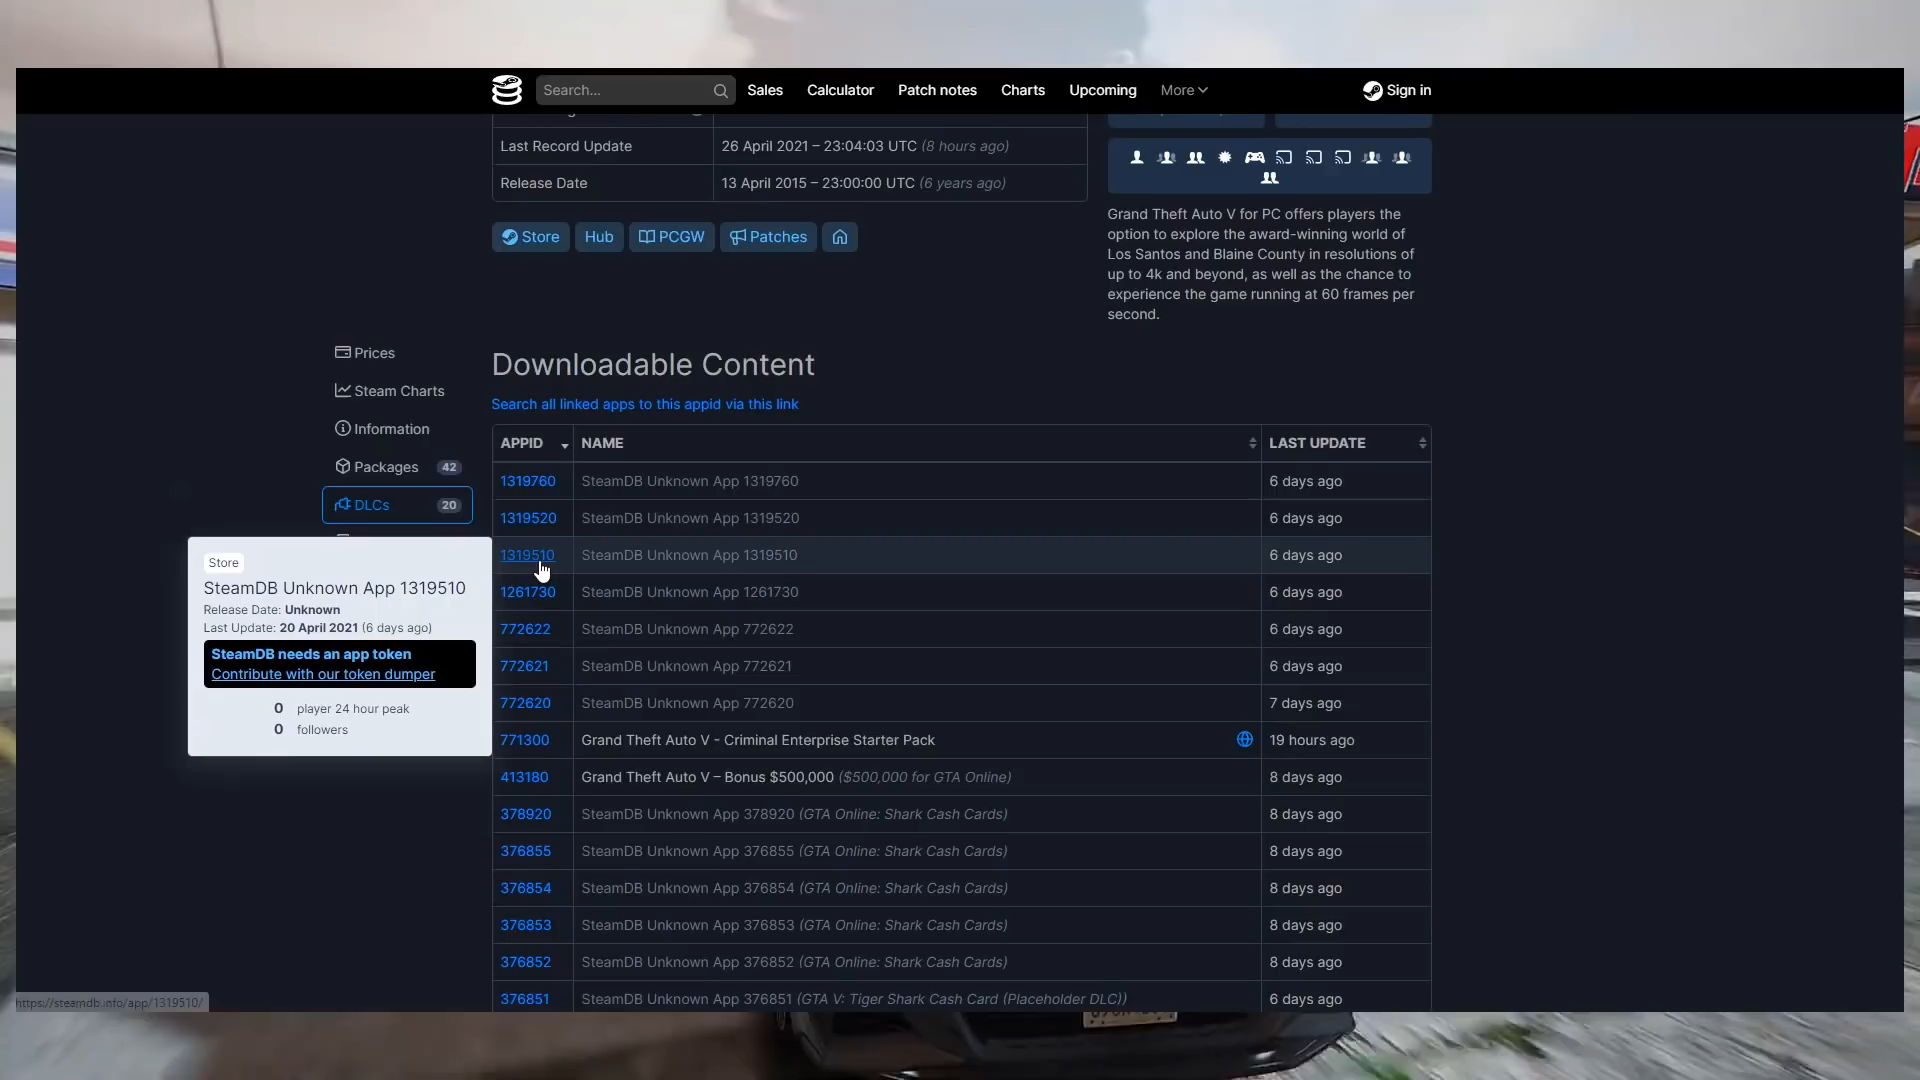 Search...
Sales
Calculator
Patch notes
Charts
Upcoming
More
Sign in
Last Record Update
26 April 2021 – 23:04:03 UTC (8 hours ago)
Release Date
13 April 2015 – 23:00:00 UTC (6 years ago)
Store
Hub
PCGW
Patches
Grand Theft Auto V for PC offers players the
option to explore the award-winning world of
Los Santos and Blaine County in resolutions of
up to 4k and beyond, as well as the chance to
experience the game running at 60 frames per
second.
Prices
Steam Charts
Information
Packages 42
DLCs 20
Store
SteamDB Unknown App 1319510
Release Date: Unknown
Last Update: 20 April 2021 (6 days ago)
SteamDB needs an app token
Contribute with our token dumper
0 player 24 hour peak
0 followers
Downloadable Content
Search all linked apps to this appid via this link
APPID NAME LAST UPDATE
1319760 SteamDB Unknown App 1319760 6 days ago
1319520 SteamDB Unknown App 1319520 6 days ago
1319510 SteamDB Unknown App 1319510 6 days ago
1261730 SteamDB Unknown App 1261730 6 days ago
772622 SteamDB Unknown App 772622 6 days ago
772621 SteamDB Unknown App 772621 6 days ago
772620 SteamDB Unknown App 772620 7 days ago
771300 Grand Theft Auto V - Criminal Enterprise Starter Pack 19 hours ago
413180 Grand Theft Auto V – Bonus $500,000 ($500,000 for GTA Online) 8 days ago
378920 SteamDB Unknown App 378920 (GTA Online: Shark Cash Cards) 8 days ago
376855 SteamDB Unknown App 376855 (GTA Online: Shark Cash Cards) 8 days ago
376854 SteamDB Unknown App 376854 (GTA Online: Shark Cash Cards) 8 days ago
376853 SteamDB Unknown App 376853 (GTA Online: Shark Cash Cards) 8 days ago
376852 SteamDB Unknown App 376852 (GTA Online: Shark Cash Cards) 8 days ago
376851 SteamDB Unknown App 376851 (GTA V: Tiger Shark Cash Card (Placeholder DLC)) 6 days ago
https://steamdb.info/app/1319510/